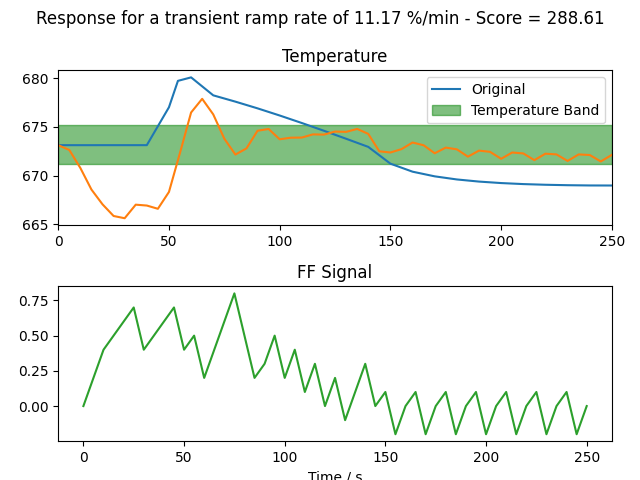 Response for a transient ramp rate of 11.17 %/min - Score = 288.61
Temperature
680
675
670
665
Original
Temperature Band
0 50 100 150 200 250
FF Signal
0.75
0.50
0.25
0.00
0 50 100 150 200 250
Time / s